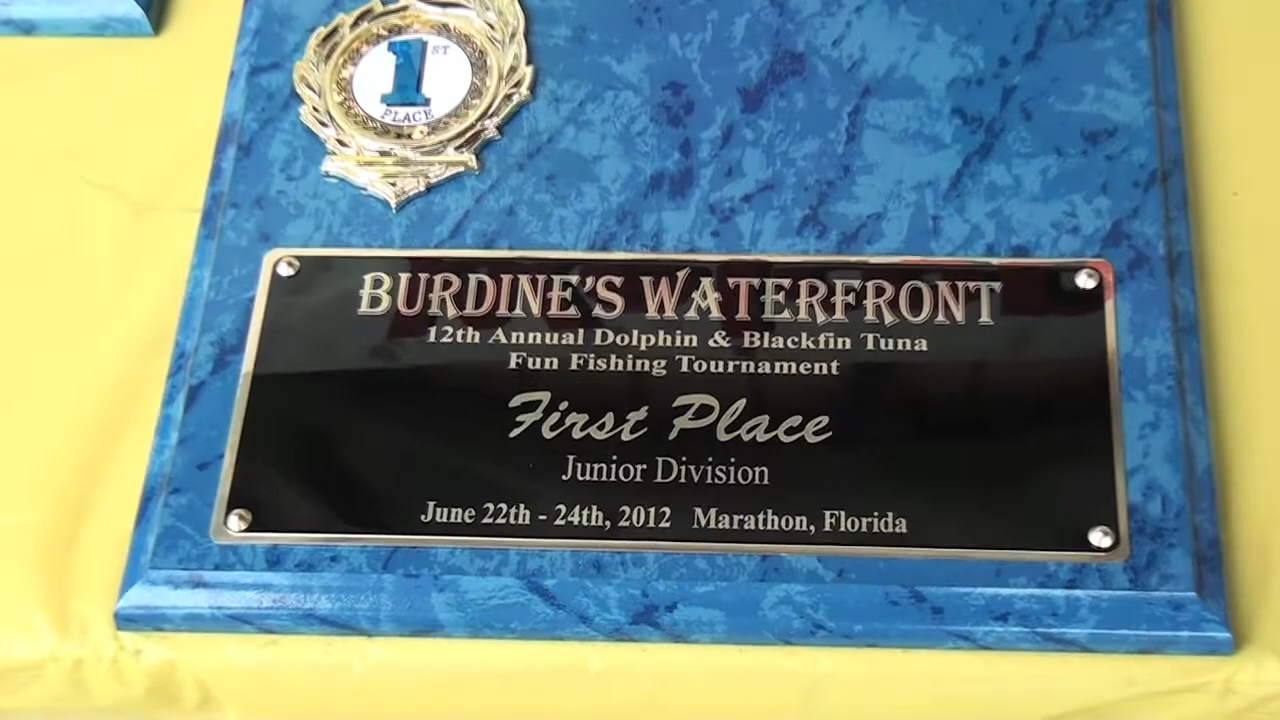 1ST
PLACE
BURDINE'S WATERFRONT
12th Annual Dolphin & Blackfin Tuna
Fun Fishing Tournament
First Place
Junior Division
June 22th - 24th, 2012 Marathon, Florida